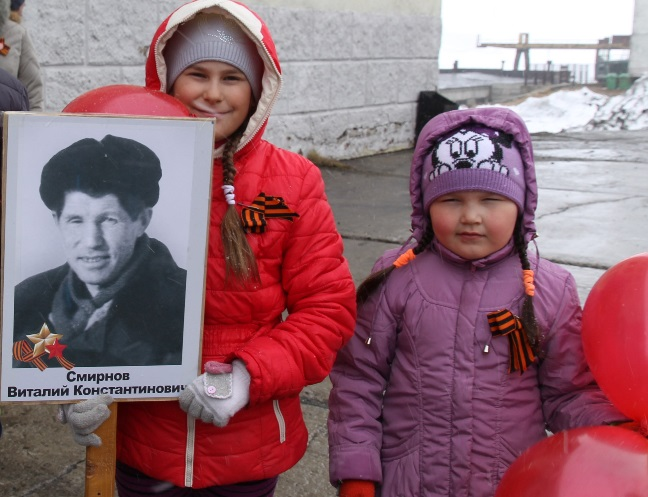 Смирнов
Виталий Константинович